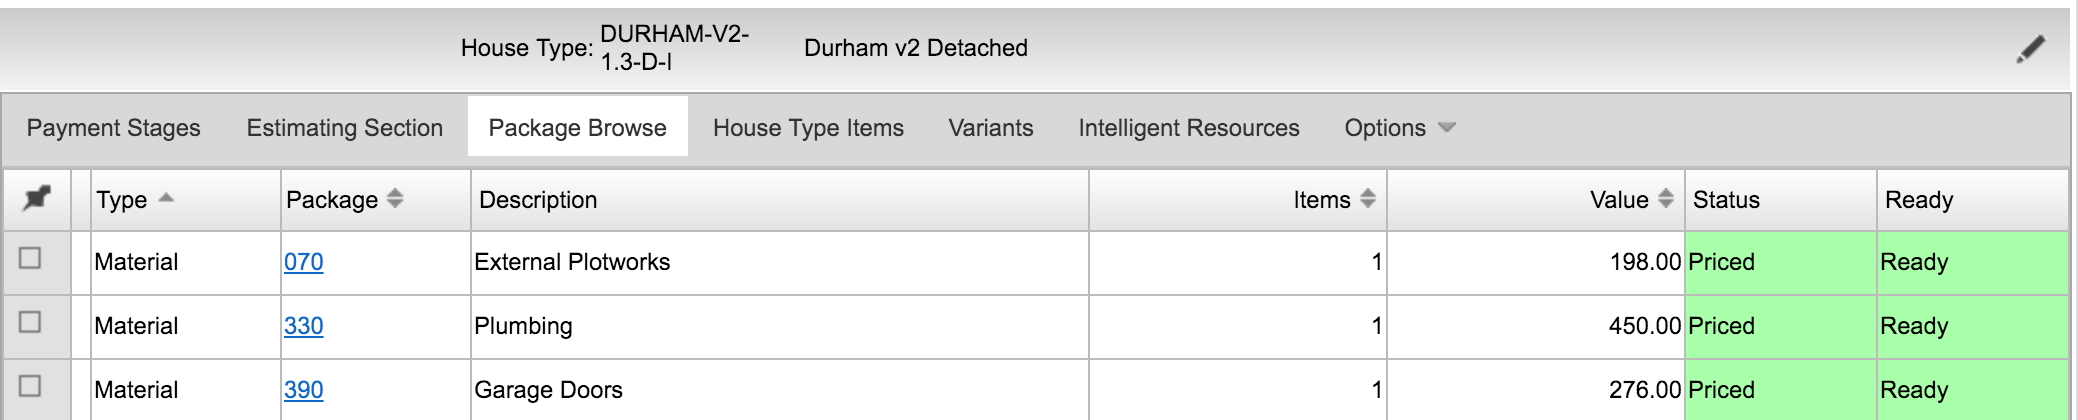 House Type: DURHAM-V2-
1.3-D-I Durham v2 Detached
Payment Stages Estimating Section Package Browse House Type Items Variants Intelligent Resources Options
Type Package Description Items Value Status Ready
Material 070 External Plotworks 1 198.00 Priced Ready
Material 330 Plumbing 1 450.00 Priced Ready
Material 390 Garage Doors 1 276.00 Priced Ready